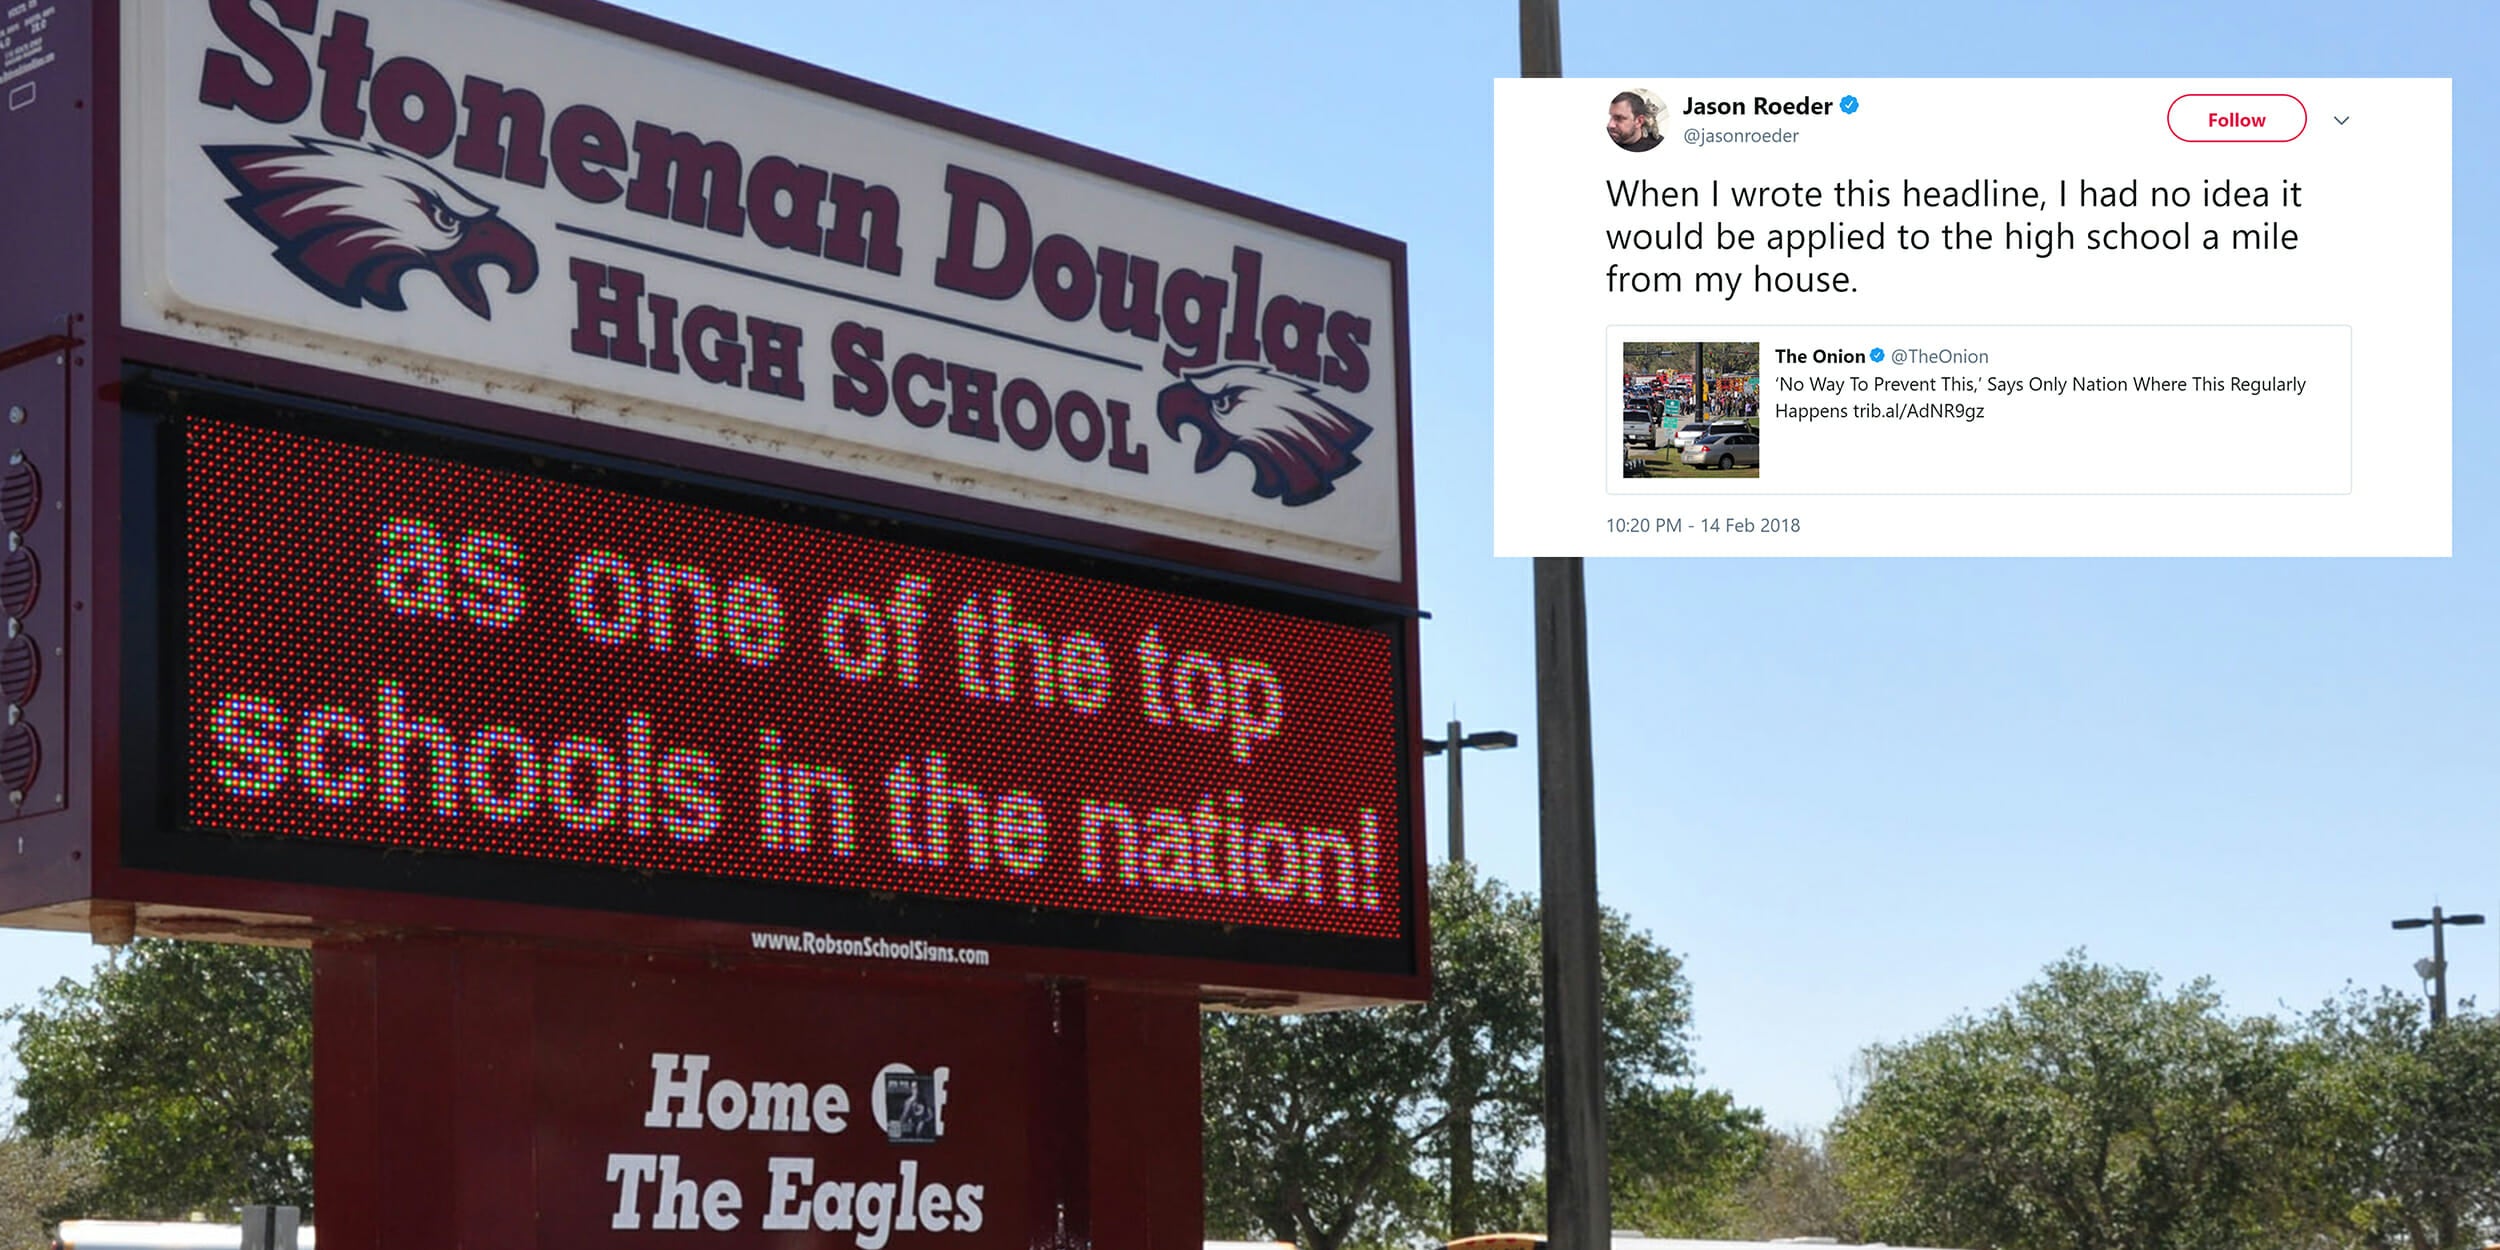 Stoneman Douglas
HIGH SCHOOL
as one of the top
schools in the nation!
www.RobsonSchoolSigns.com
Home Of
The Eagles
Jason Roeder
@jasonroeder
Follow
When I wrote this headline, I had no idea it
would be applied to the high school a mile
from my house.
The Onion @TheOnion
‘No Way To Prevent This,’ Says Only Nation Where This Regularly
Happens trib.al/AdNR9gz
10:20 PM - 14 Feb 2018